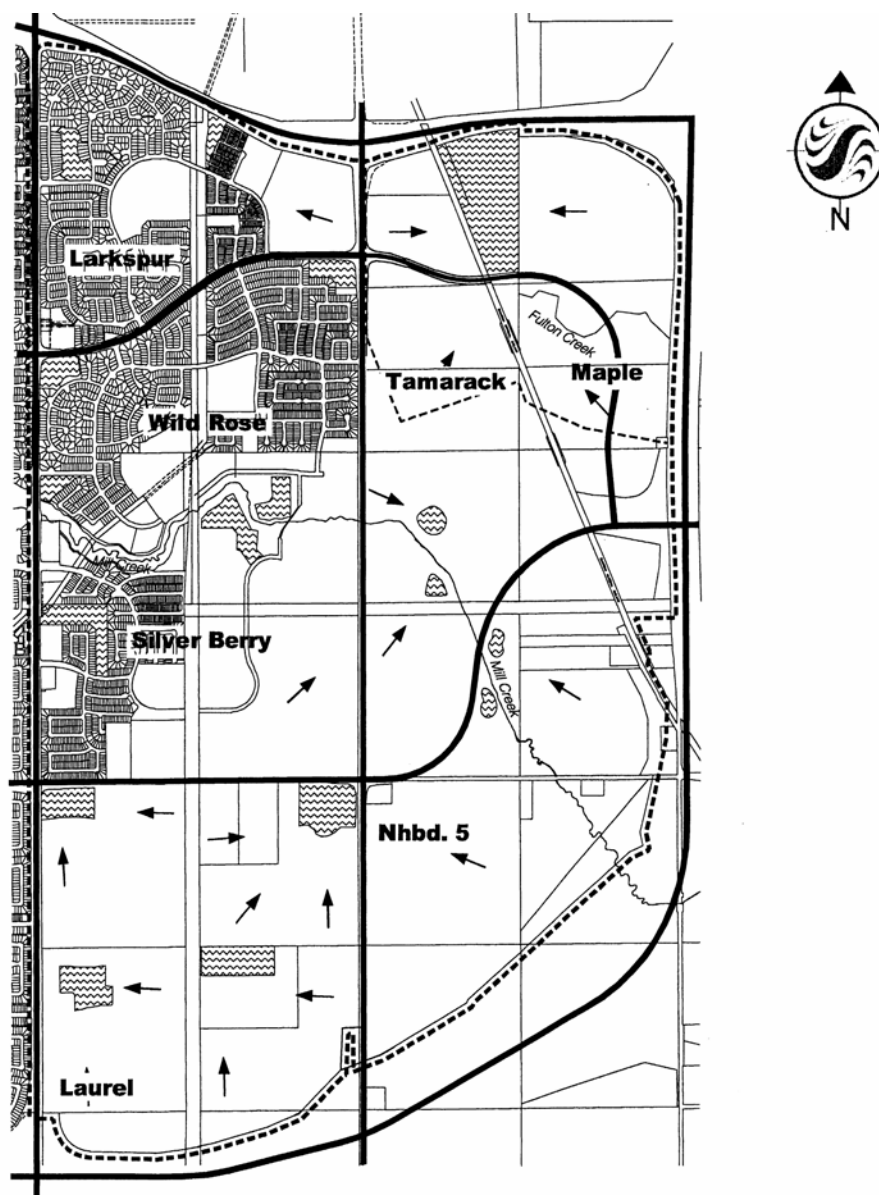 N
Larkspur
Fulton Creek
Tamarack
Maple
Wild Rose
Mill Creek
Silver Berry
Mill Creek
Nhbd. 5
Laurel